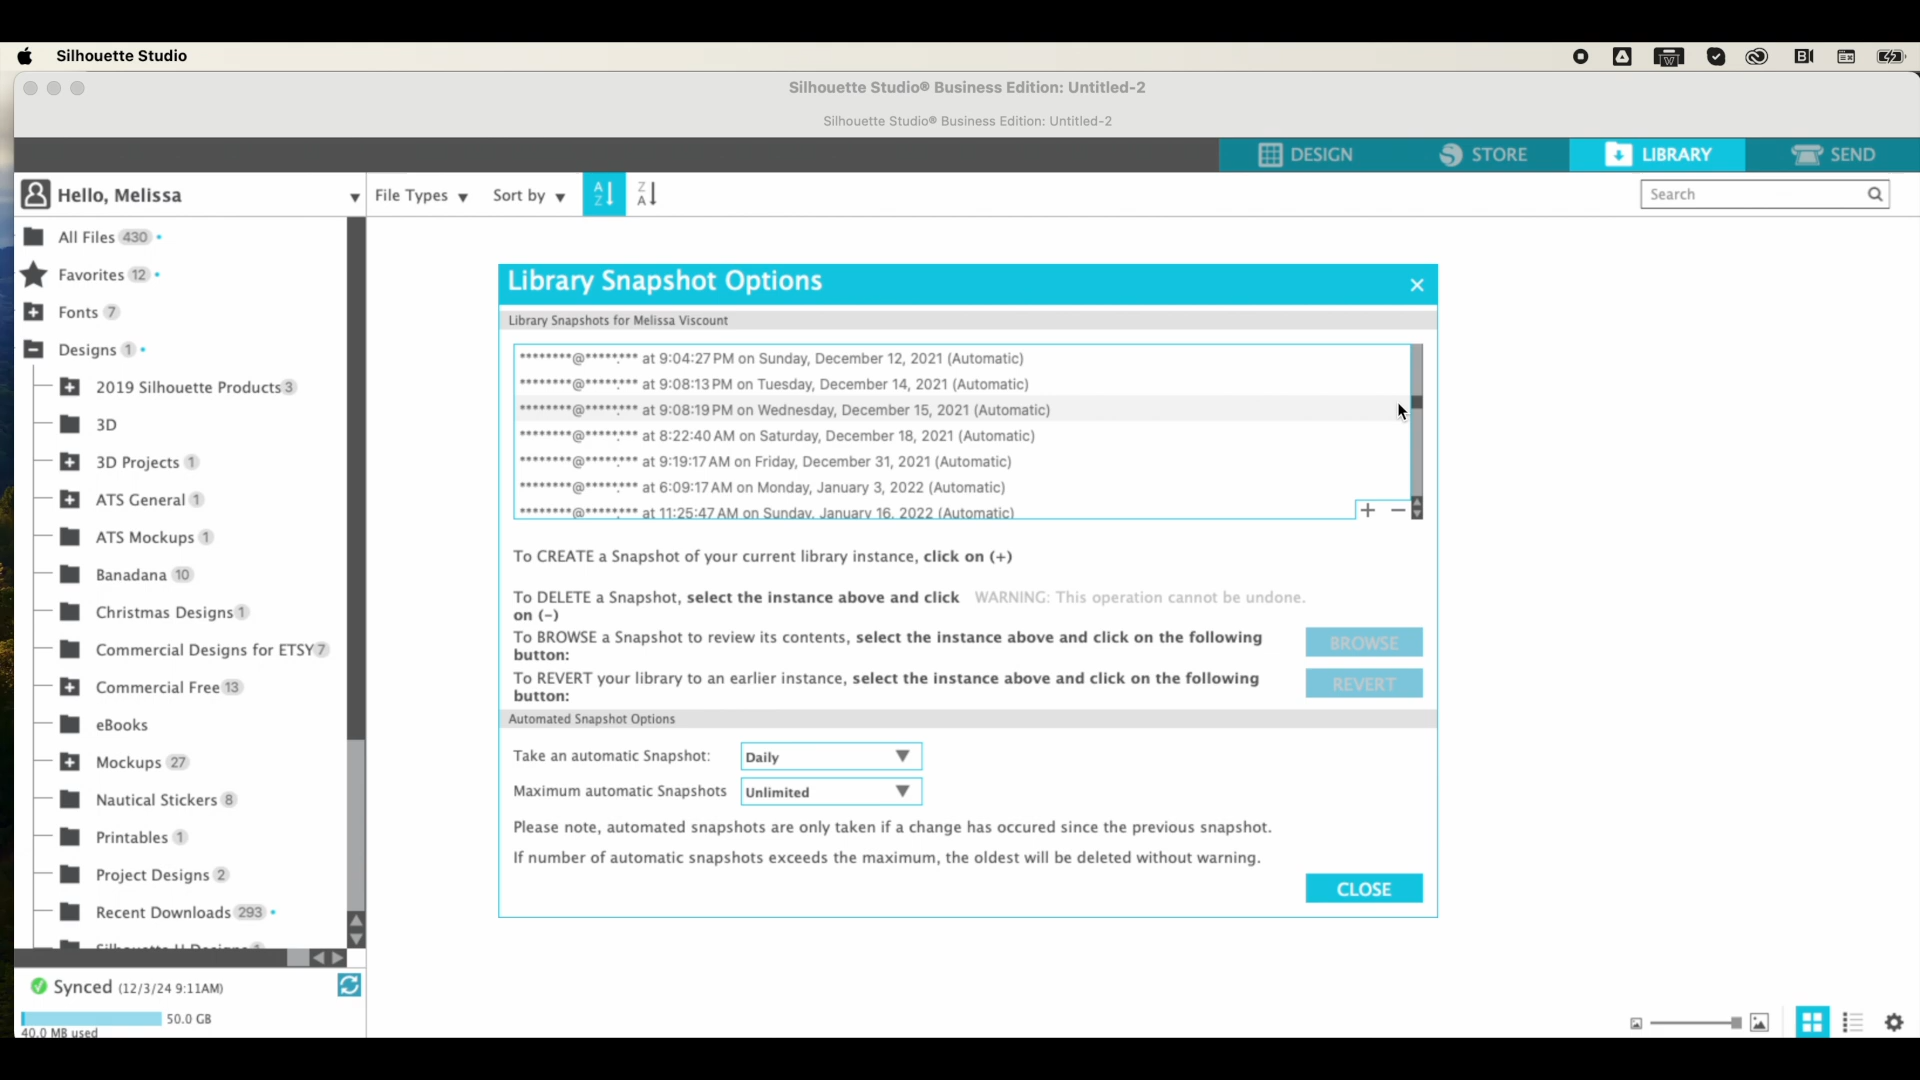 Silhouette Studio
Silhouette Studio® Business Edition: Untitled-2
Silhouette Studio® Business Edition: Untitled-2
DESIGN STORE LIBRARY SEND
Hello, Melissa File Types Sort by A Z Z A Search
All Files 430
Favorites 12
Fonts 7
Designs 1
2019 Silhouette Products 3
3D
3D Projects 1
ATS General 1
ATS Mockups 1
Banadana 10
Christmas Designs 1
Commercial Designs for ETSY 7
Commercial Free 13
eBooks
Mockups 27
Nautical Stickers 8
Printables 1
Project Designs 2
Recent Downloads 293
Synced (12/3/24 9:11AM)
50.0 GB
40.0 MB used
Library Snapshot Options
Library Snapshots for Melissa Viscount
********@*****.*** at 9:04:27 PM on Sunday, December 12, 2021 (Automatic)
********@*****.*** at 9:08:13 PM on Tuesday, December 14, 2021 (Automatic)
********@*****.*** at 9:08:19 PM on Wednesday, December 15, 2021 (Automatic)
********@*****.*** at 8:22:40 AM on Saturday, December 18, 2021 (Automatic)
********@*****.*** at 9:19:17 AM on Friday, December 31, 2021 (Automatic)
********@*****.*** at 6:09:17 AM on Monday, January 3, 2022 (Automatic)
********@*****.*** at 11:25:47 AM on Sunday, January 16, 2022 (Automatic)
To CREATE a Snapshot of your current library instance, click on (+)
To DELETE a Snapshot, select the instance above and click WARNING: This operation cannot be undone.
on (-)
To BROWSE a Snapshot to review its contents, select the instance above and click on the following
button:
BROWSE
To REVERT your library to an earlier instance, select the instance above and click on the following
button:
REVERT
Automated Snapshot Options
Take an automatic Snapshot: Daily
Maximum automatic Snapshots Unlimited
Please note, automated snapshots are only taken if a change has occured since the previous snapshot.
If number of automatic snapshots exceeds the maximum, the oldest will be deleted without warning.
CLOSE